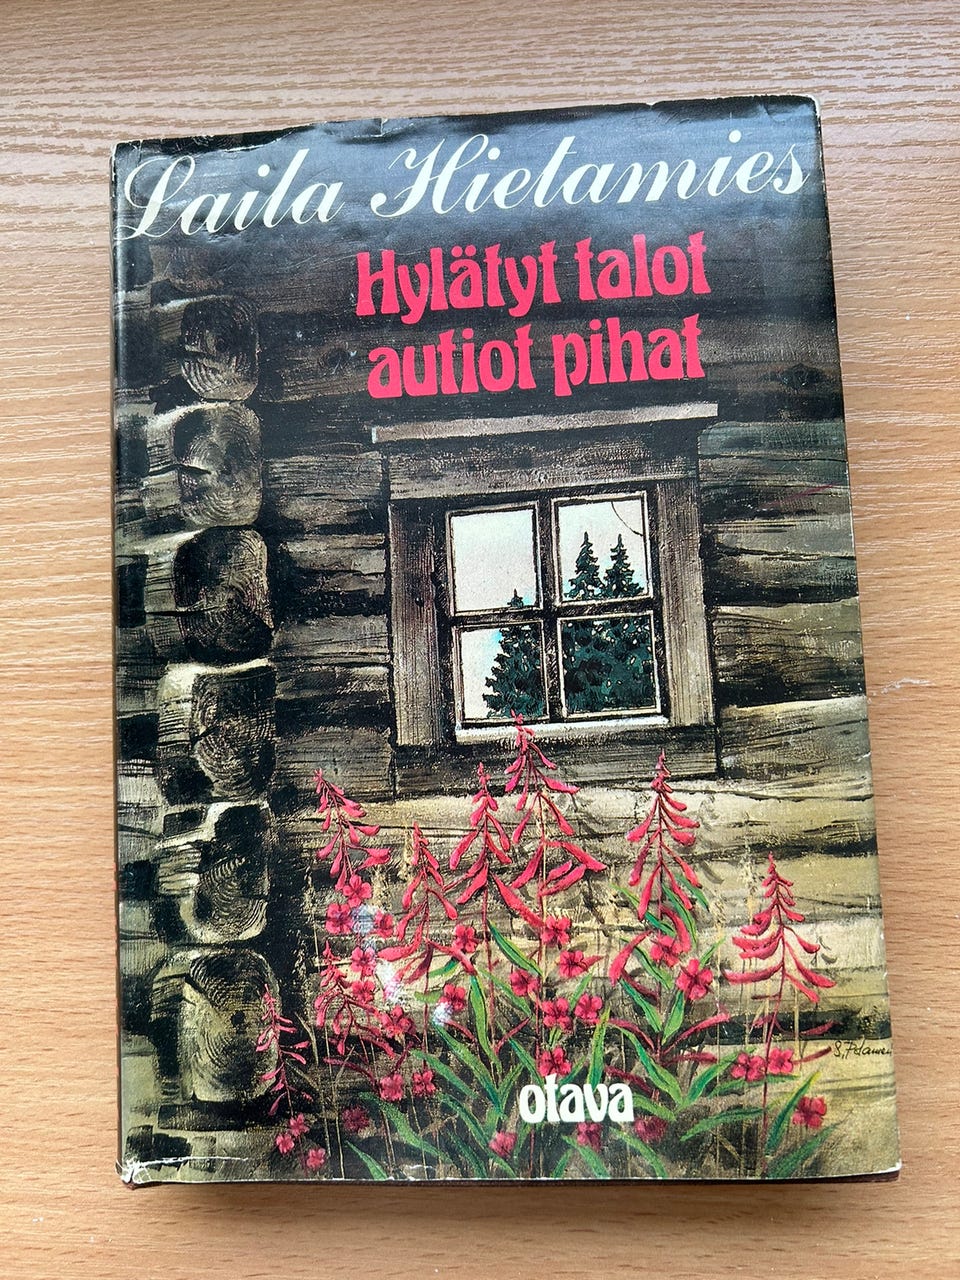 Laila Hietamies
Hylätyt talot
autiot pihat
otava